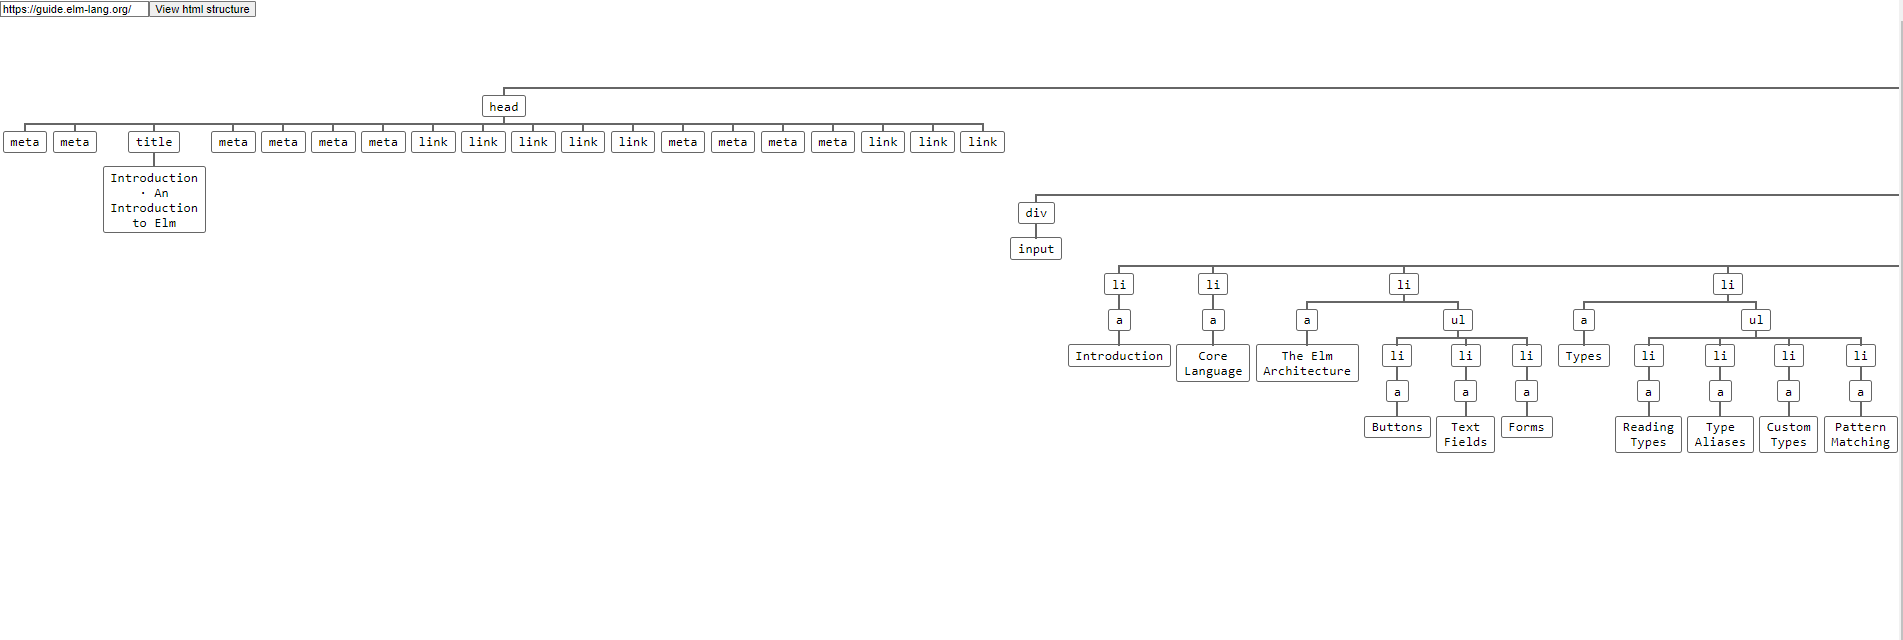 https://guide.elm-lang.org/ View html structure
head
meta meta title meta meta meta meta link link link link link meta meta meta meta link link link
Introduction
· An
Introduction
to Elm
div
input
li li li li
a a a ul a ul
Introduction Core Language The Elm Architecture li li li Types li li li li
a a a a a a a
Buttons Text Fields Forms Reading Types Type Aliases Custom Types Pattern Matching